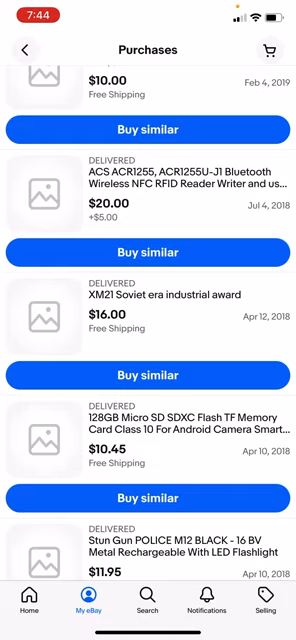 7:44
Purchases
$10.00
Feb 4, 2019
Free Shipping
Buy similar
DELIVERED
ACS ACR1255, ACR1255U-J1 Bluetooth
Wireless NFC RFID Reader Writer and us...
$20.00
Jul 4, 2018
+$5.00
Buy similar
DELIVERED
XM21 Soviet era industrial award
$16.00
Apr 12, 2018
Free Shipping
Buy similar
DELIVERED
128GB Micro SD SDXC Flash TF Memory
Card Class 10 For Android Camera Smart...
$10.45
Apr 10, 2018
Free Shipping
Buy similar
DELIVERED
Stun Gun POLICE M12 BLACK - 16 BV
Metal Rechargeable With LED Flashlight
$11.95
Apr 10, 2018
Home
My eBay
Search
Notifications
Selling